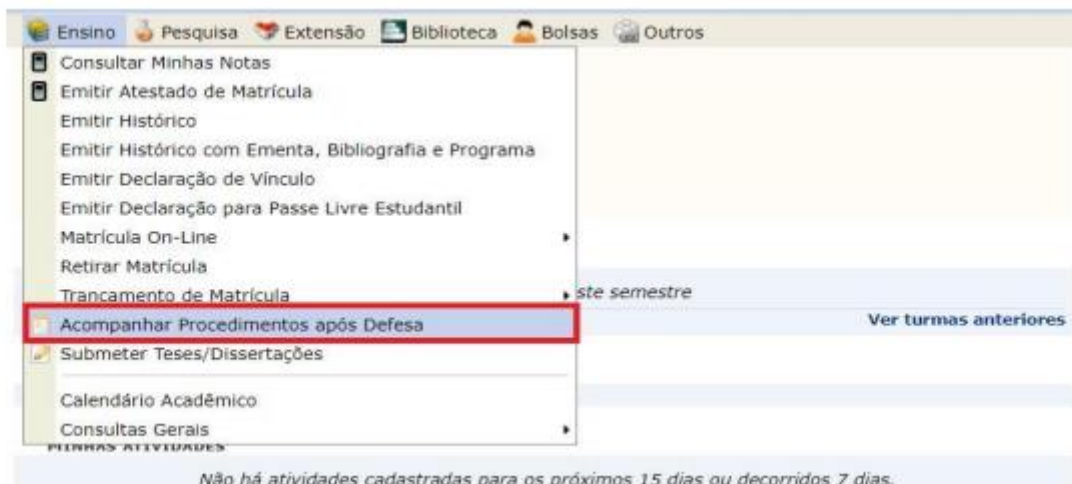 Ensino Pesquisa Extensão Biblioteca Bolsas Outros
Consultar Minhas Notas
Emitir Atestado de Matrícula
Emitir Histórico
Emitir Histórico com Ementa, Bibliografia e Programa
Emitir Declaração de Vínculo
Emitir Declaração para Passe Livre Estudantil
Matrícula On-Line
Retirar Matrícula
Trancamento de Matrícula
ste semestre
Acompanhar Procedimentos após Defesa
Ver turmas anteriores
Submeter Teses/Dissertações
Calendário Acadêmico
Consultas Gerais
MINHAS ATIVIDADES
Não há atividades cadastradas para os próximos 15 dias ou decorridos 7 dias.